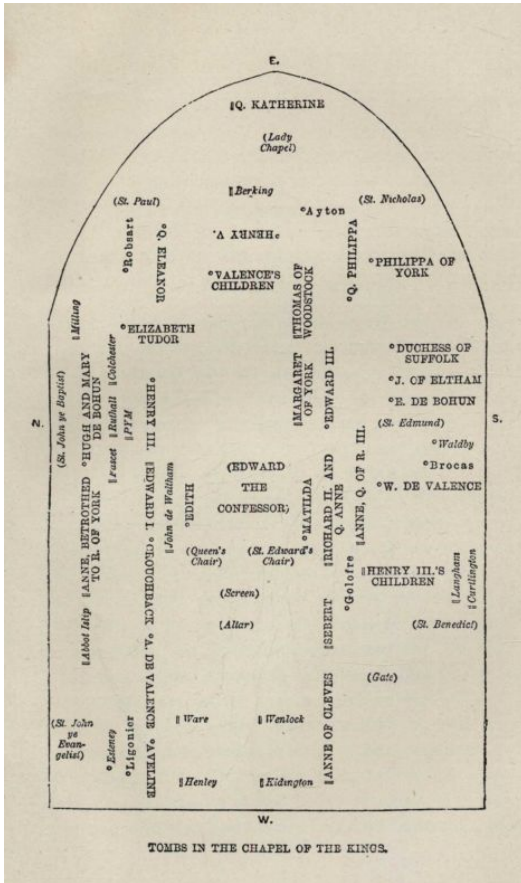 E.
‖Q. KATHERINE
(Lady
Chapel)
‖Berking
(St. Paul)
(St. Nicholas)
°Ayton
°Robsart
°Q. ELEANOR
°HENRY V.
°VALENCE'S
CHILDREN
‖THOMAS OF
WOODSTOCK
°Q. PHILIPPA
°PHILIPPA OF
YORK
‖Milling
°ELIZABETH
TUDOR
‖Colchester
°DUCHESS OF
SUFFOLK
‖MARGARET
OF YORK
°EDWARD III.
°J. OF ELTHAM
°E. DE BOHUN
N.
S.
(St. John ye Baptist)
°HUGH AND MARY
DE BOHUN
‖Ruthall
‖PYM
°HENRY III.
(St. Edmund)
°Waldby
°Brocas
°W. DE VALENCE
‖Fascet
‖EDWARD I.
‖John de Waltham
°EDITH
(EDWARD
THE
CONFESSOR)
°MATILDA
‖RICHARD II. AND
Q. ANNE
‖ANNE, Q. OF R. III.
‖ANNE, BETROTHED
TO R. OF YORK
(Queen's
Chair)
(St. Edward's
Chair)
°CROUCHBACK
‖HENRY III.'S
CHILDREN
‖Langham
‖Curtlington
°Golofre
(Screen)
(Altar)
‖SEBERT
(St. Benedict)
‖Abbot Islip
°A. DE VALENCE
(Gate)
(St. John
ye
Evan-
gelist)
°Esteney
°Ligonier
°AVELINE
‖Ware
‖Wenlock
‖ANNE OF CLEVES
‖Henley
‖Kidington
W.
TOMBS IN THE CHAPEL OF THE KINGS.